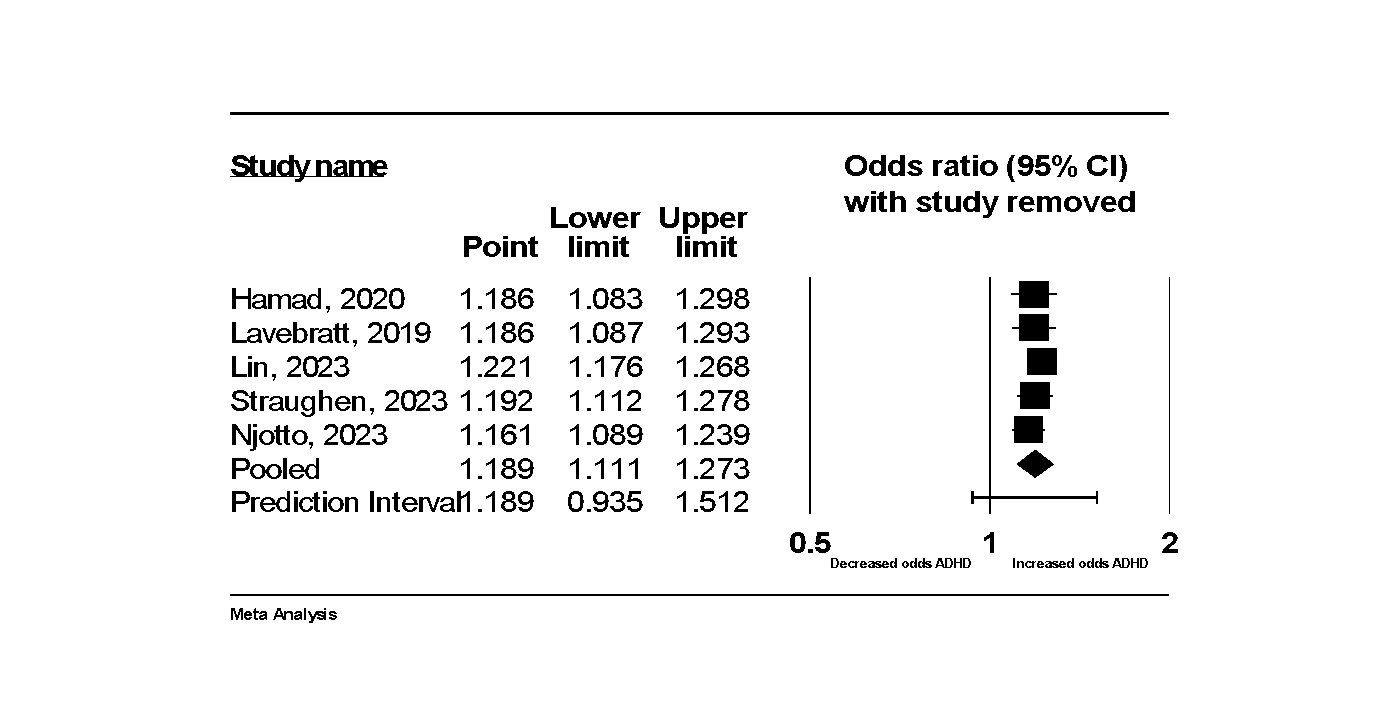 Study name
Odds ratio (95% CI)
with study removed
Lower Upper
Point limit limit
Hamad, 2020 1.186 1.083 1.298
Lavebratt, 2019 1.186 1.087 1.293
Lin, 2023 1.221 1.176 1.268
Straughen, 2023 1.192 1.112 1.278
Njotto, 2023 1.161 1.089 1.239
Pooled 1.189 1.111 1.273
Prediction Interval 1.189 0.935 1.512
0.5 1 2
Decreased odds ADHD Increased odds ADHD
Meta Analysis